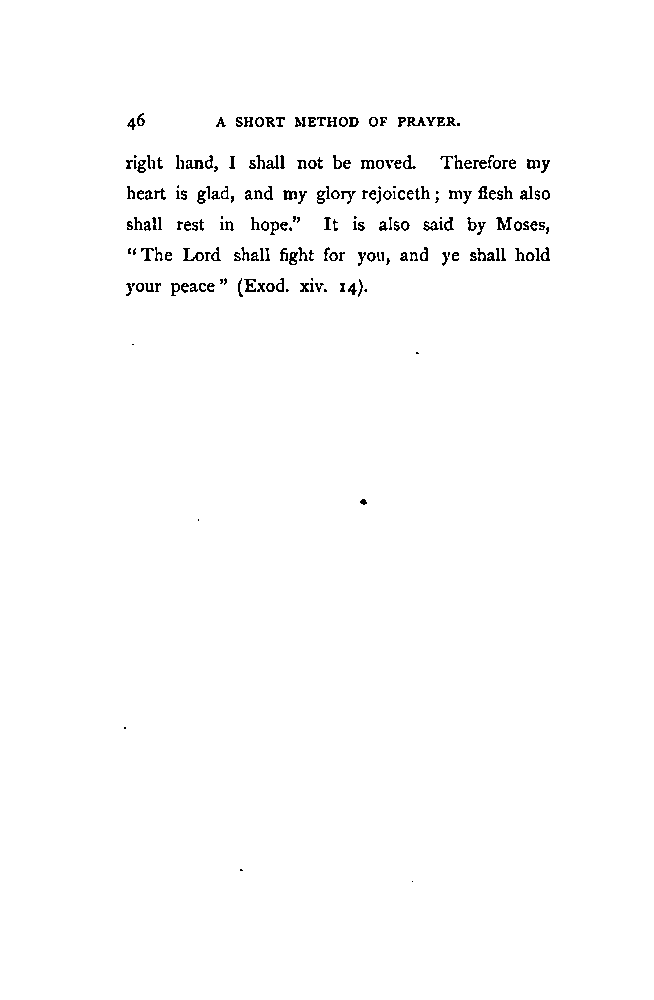 46 A SHORT METHOD OF PRAYER.
right hand, I shall not be moved. Therefore my
heart is glad, and my glory rejoiceth; my flesh also
shall rest in hope.” It is also said by Moses,
“The Lord shall fight for you, and ye shall hold
your peace” (Exod. xiv. 14).